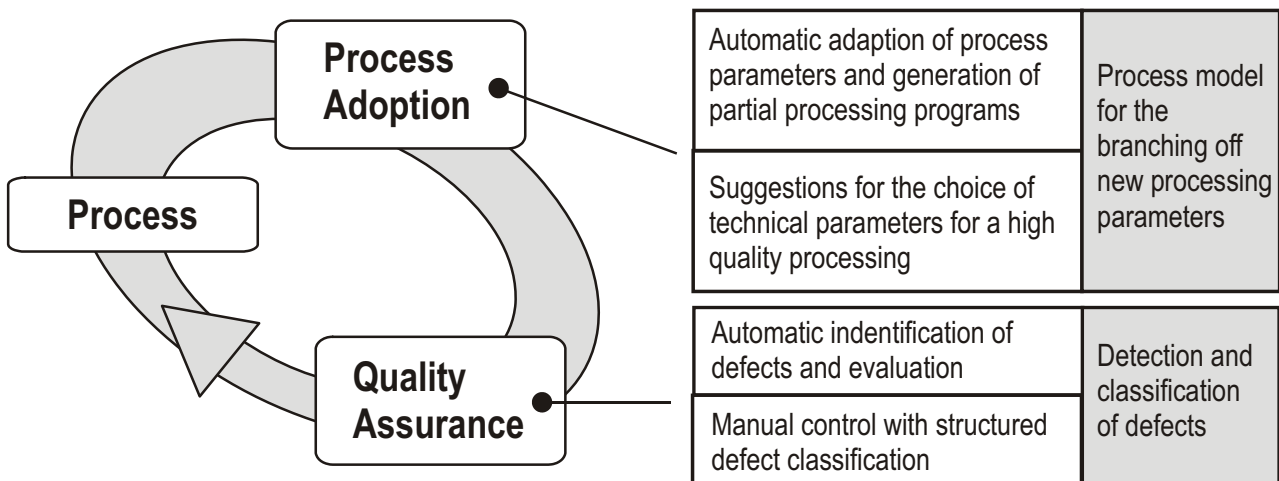 Process
Adoption
Process
Quality
Assurance
Automatic adaption of process
parameters and generation of
partial processing programs
Suggestions for the choice of
technical parameters for a high
quality processing
Process model
for the
branching off
new processing
parameters
Automatic indentification of
defects and evaluation
Manual control with structured
defect classification
Detection and
classification
of defects